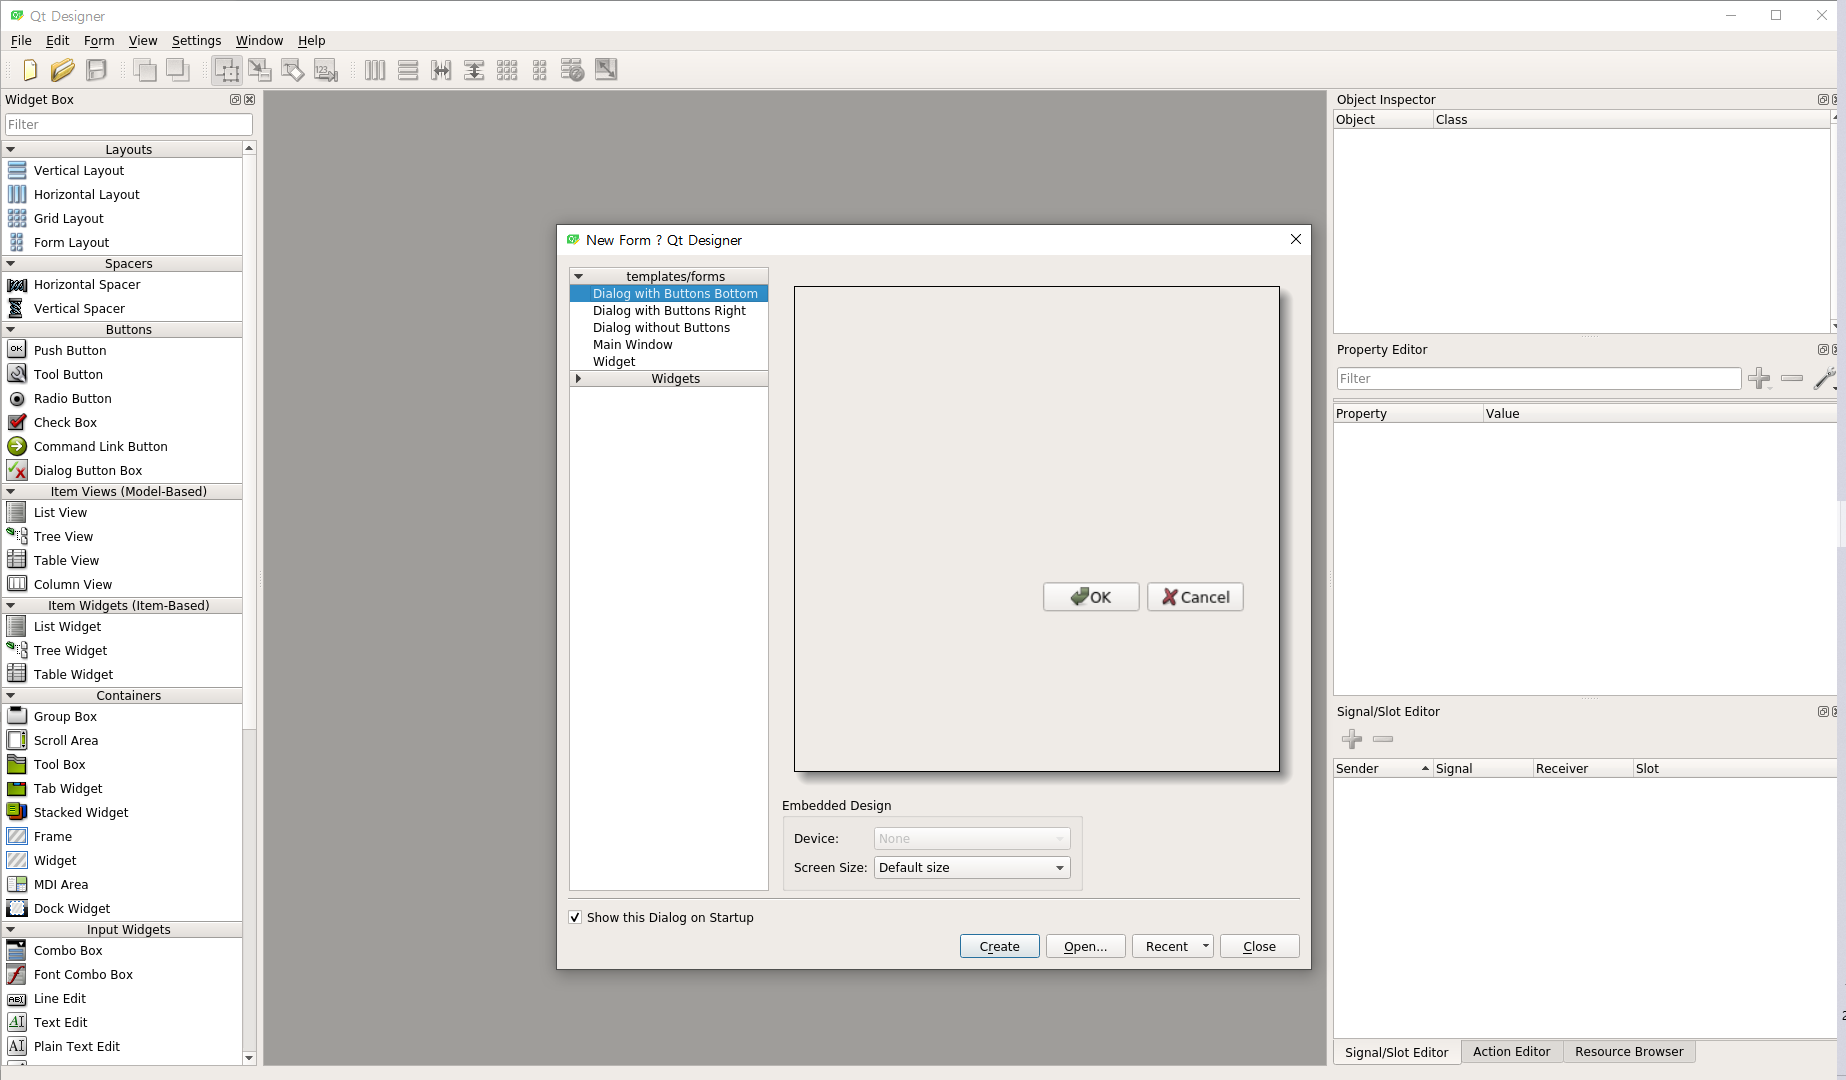 Qt Designer
File Edit Form View Settings Window Help
Widget Box
Filter
Layouts
Vertical Layout
Horizontal Layout
Grid Layout
Form Layout
Spacers
Horizontal Spacer
Vertical Spacer
Buttons
Push Button
Tool Button
Radio Button
Check Box
Command Link Button
Dialog Button Box
Item Views (Model-Based)
List View
Tree View
Table View
Column View
Item Widgets (Item-Based)
List Widget
Tree Widget
Table Widget
Containers
Group Box
Scroll Area
Tool Box
Tab Widget
Stacked Widget
Frame
Widget
MDI Area
Dock Widget
Input Widgets
Combo Box
Font Combo Box
Line Edit
Text Edit
Plain Text Edit
New Form ? Qt Designer
templates/forms
Dialog with Buttons Bottom
Dialog with Buttons Right
Dialog without Buttons
Main Window
Widget
Widgets
OK Cancel
Embedded Design
Device: None
Screen Size: Default size
Show this Dialog on Startup
Create Open... Recent Close
Object Inspector
Object Class
Property Editor
Filter
Property Value
Signal/Slot Editor
Sender Signal Receiver Slot
Signal/Slot Editor Action Editor Resource Browser